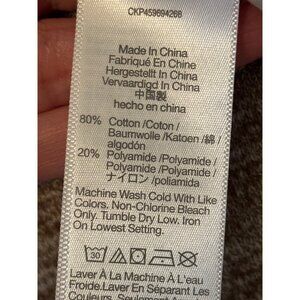 CKP459694268
Made In China
Fabriqué En Chine
Hergestellt In China
Vervaardigd In China
中国製
hecho en china
80% Cotton /Coton /
Baumwolle /Katoen /綿 /
algodón
20% Polyamide /Polyamide /
Polyamide /Polyamide /
ナイロン /poliamida
Machine Wash Cold With Like
Colors. Non-Chlorine Bleach
Only. Tumble Dry Low. Iron
On Lowest Setting.
30
Laver À La Machine À L'eau
Froide.Laver En Séparant Les